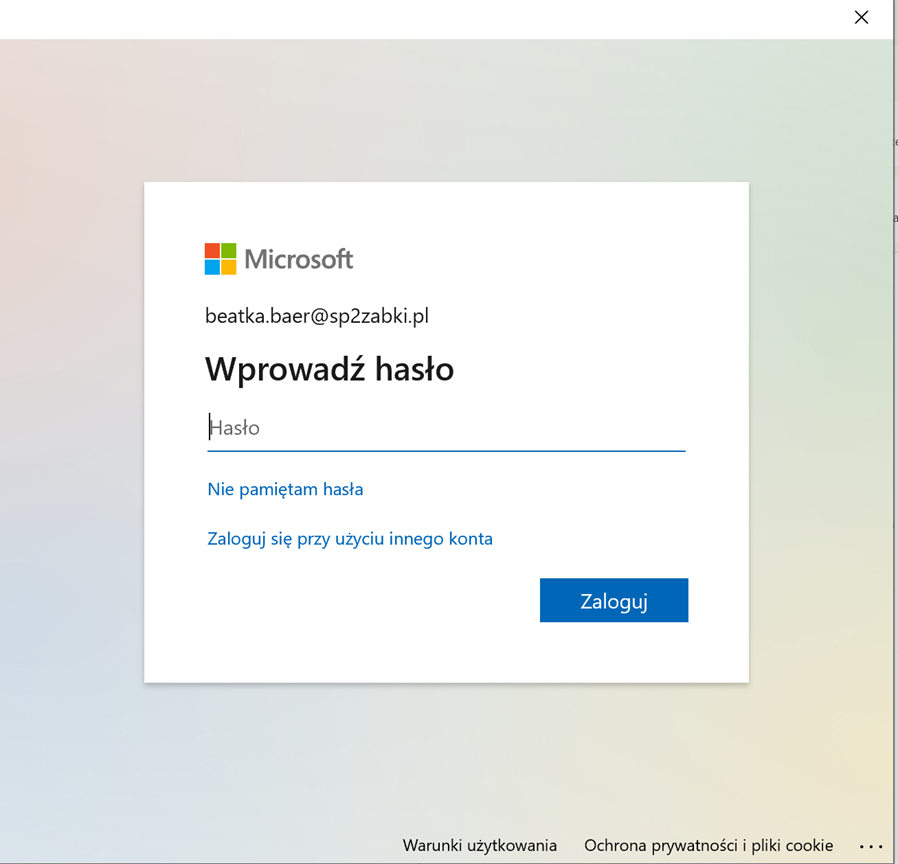 Microsoft
beatka.baer@sp2zabki.pl
Wprowadź hasło
Hasło
Nie pamiętam hasła
Zaloguj się przy użyciu innego konta
Zaloguj
Warunki użytkowania Ochrona prywatności i pliki cookie